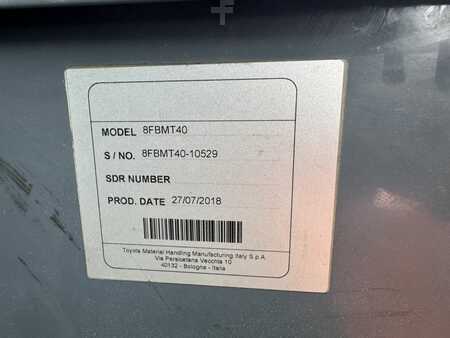 MODEL 8FBMT40
S / NO. 8FBMT40-10529
SDR NUMBER
PROD. DATE 27/07/2018
Toyota Material Handling Manufacturing Italy S.p.A
Via Persicetana Vecchia 10
40132 - Bologna - Italia